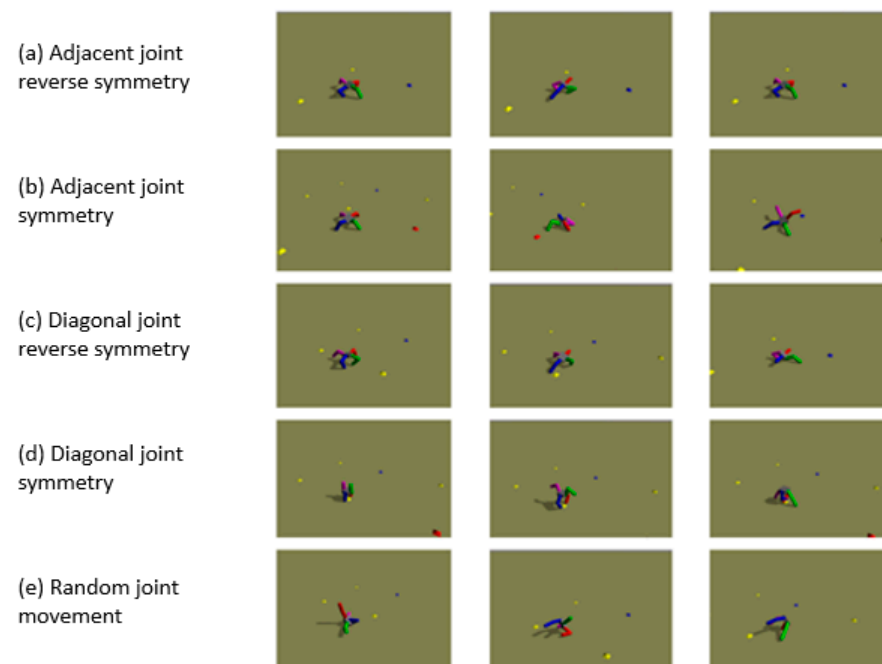 (a) Adjacent joint
reverse symmetry
(b) Adjacent joint
symmetry
(c) Diagonal joint
reverse symmetry
(d) Diagonal joint
symmetry
(e) Random joint
movement